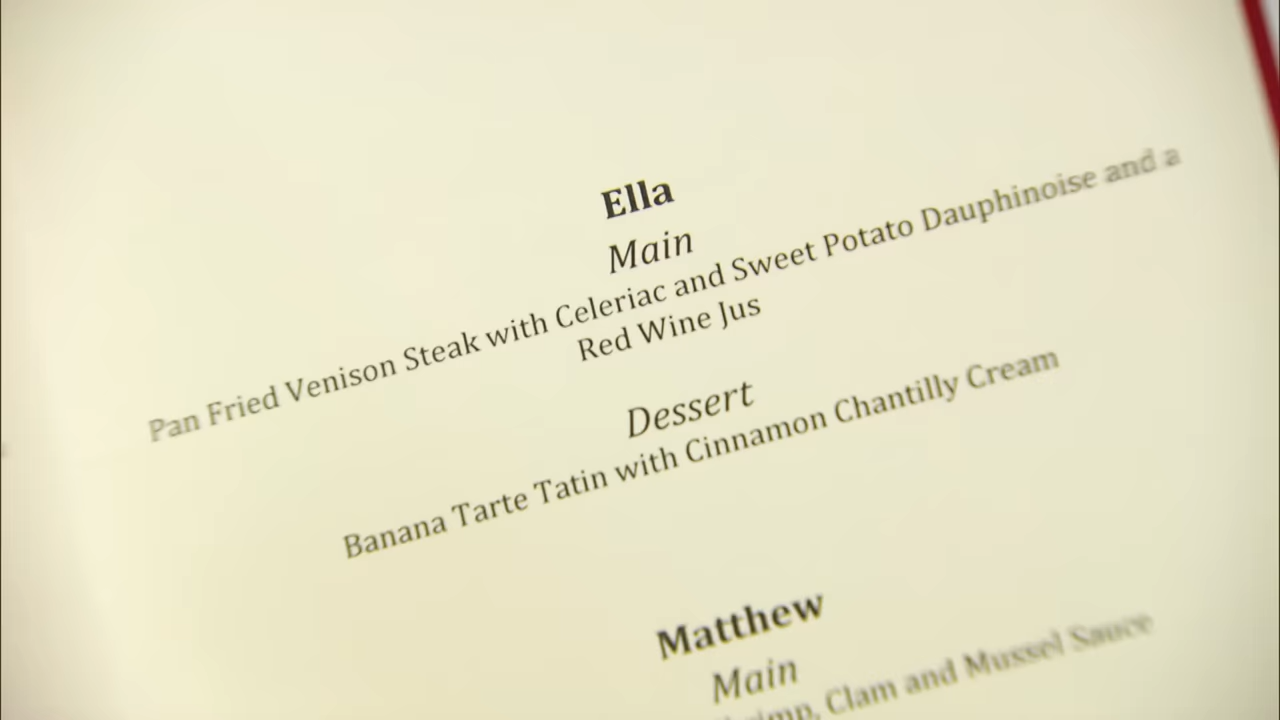 Ella
Main
Pan Fried Venison Steak with Celeriac and Sweet Potato Dauphinoise and a
Red Wine Jus
Dessert
Banana Tarte Tatin with Cinnamon Chantilly Cream
Matthew
Main
Clam and Mussel Sauce